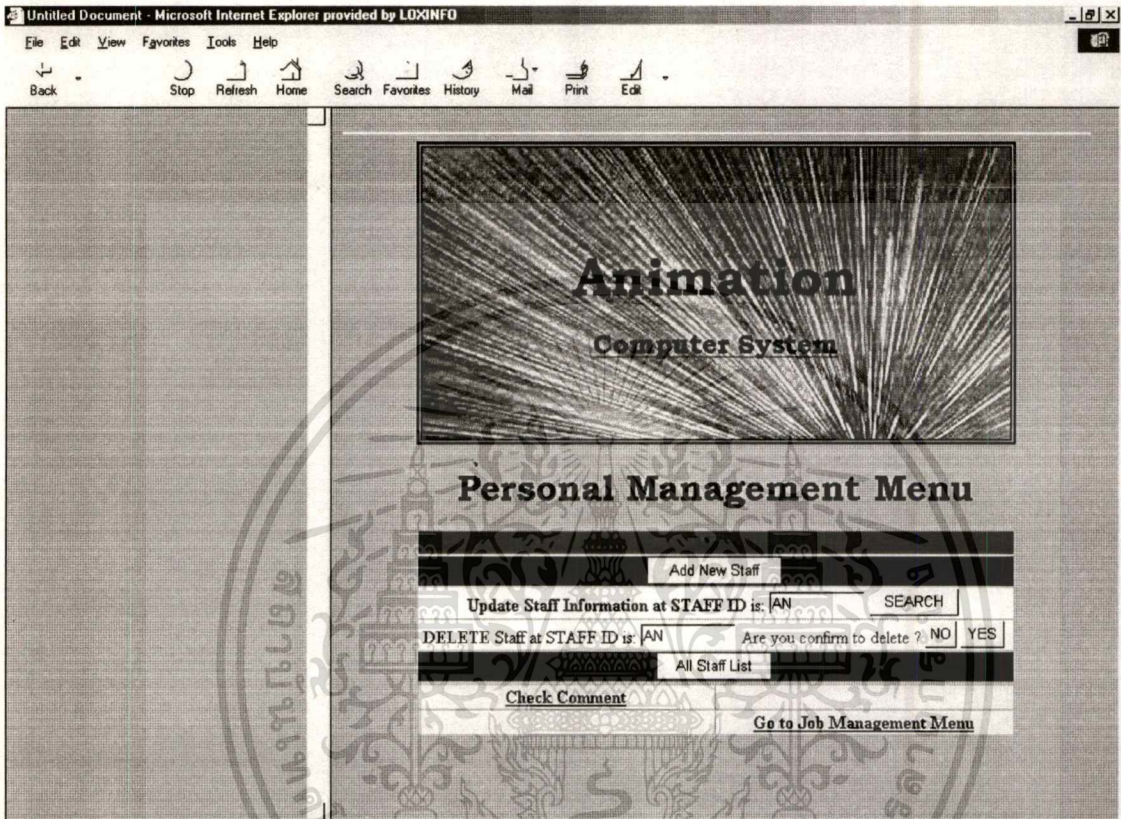 Untitled Document - Microsoft Internet Explorer provided by LOXINFO
File Edit View Favorites Tools Help
Back Stop Refresh Home Search Favorites History Mail Print Edit
Animation
Computer System
Personal Management Menu
Add New Staff
Update Staff Information at STAFF ID is: AN SEARCH
DELETE Staff at STAFF ID is: AN Are you confirm to delete ? NO YES
All Staff List
Check Comment
Go to Job Management Menu